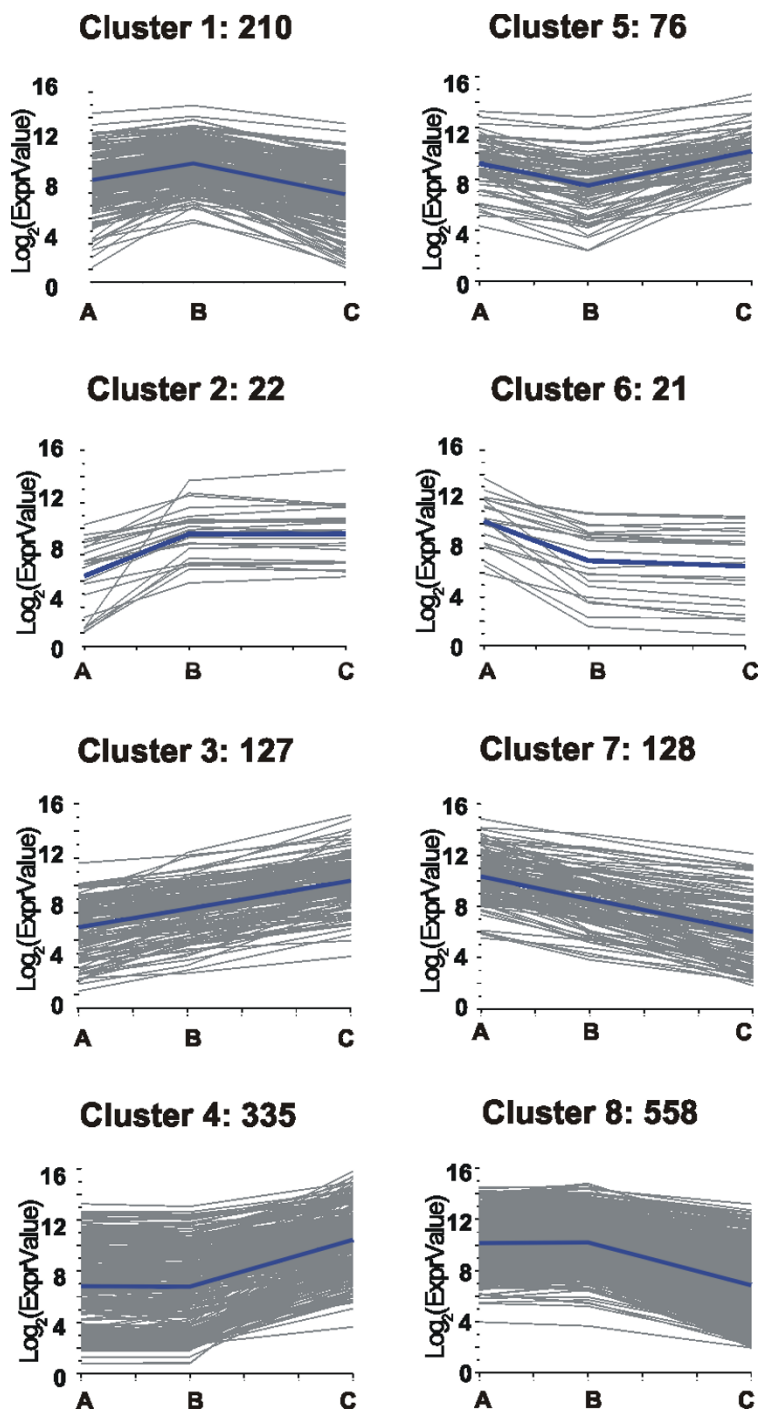 Cluster 1: 210
Log2(ExprValue)
16
12
8
4
0
A B C
Cluster 5: 76
Log2(ExprValue)
16
12
8
4
0
A B C
Cluster 2: 22
Log2(ExprValue)
16
12
8
4
0
A B C
Cluster 6: 21
Log2(ExprValue)
16
12
8
4
0
A B C
Cluster 3: 127
Log2(ExprValue)
16
12
8
4
0
A B C
Cluster 7: 128
Log2(ExprValue)
16
12
8
4
0
A B C
Cluster 4: 335
Log2(ExprValue)
16
12
8
4
0
A B C
Cluster 8: 558
Log2(ExprValue)
16
12
8
4
0
A B C